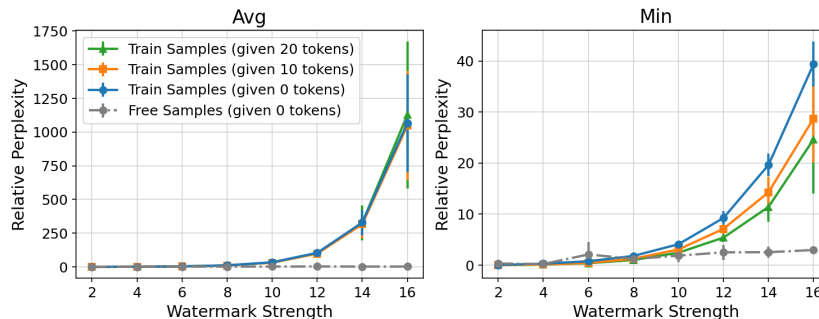 Avg
1750
1500
1250
1000
750
500
250
0
Relative Perplexity
Train Samples (given 20 tokens)
Train Samples (given 10 tokens)
Train Samples (given 0 tokens)
Free Samples (given 0 tokens)
2 4 6 8 10 12 14 16
Watermark Strength
Min
40
30
20
10
0
Relative Perplexity
2 4 6 8 10 12 14 16
Watermark Strength